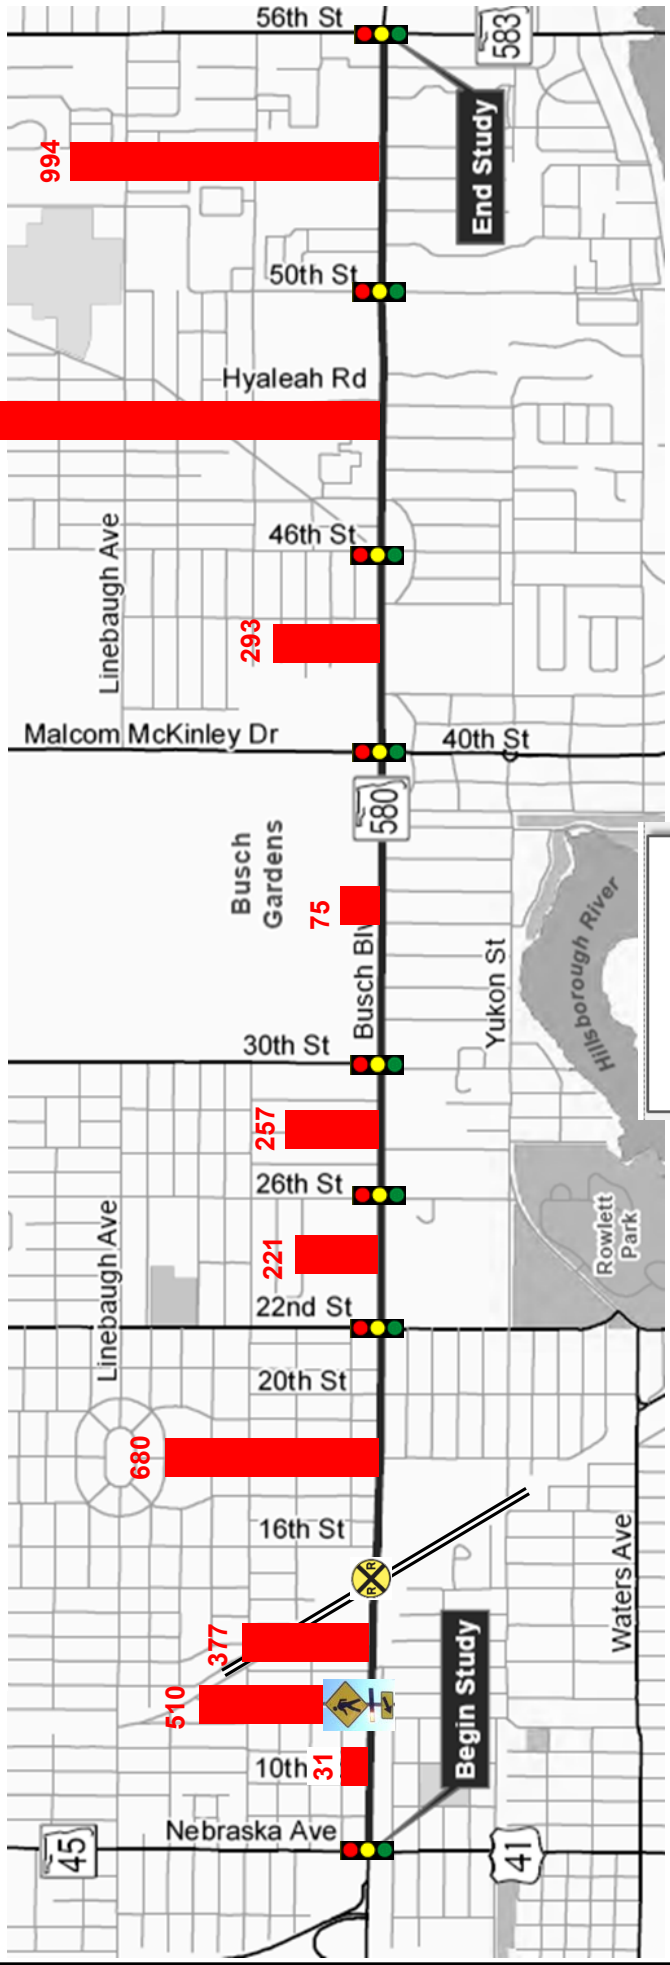 56th St
583
994
End Study
50th St
Hyaleah Rd
46th St
Linebaugh Ave
293
Malcom McKinley Dr
40th St
580
Busch
Gardens
75
Busch Blv
Yukon St
Hillsborough River
30th St
257
26th St
Rowlett
Park
221
22nd St
Linebaugh Ave
20th St
680
16th St
R R
Waters Ave
377
510
Begin Study
10th
31
Nebraska Ave
45
41